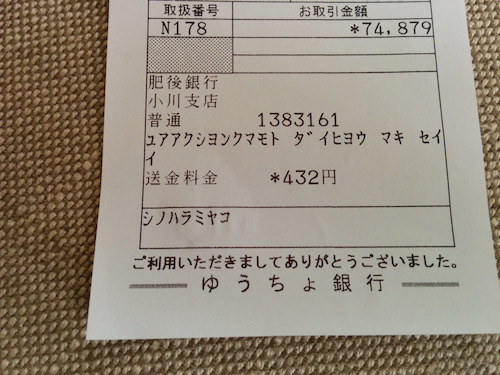 取扱番号 お取引金額
N178 *74,879
肥後銀行
小川支店
普通 1383161
ユアアクシヨンクマモト ダイヒヨウ マキ セイ
イ
送金料金 *432円
シノハラミヤコ
ご利用いただきましてありがとうございました。
ゆうちょ銀行